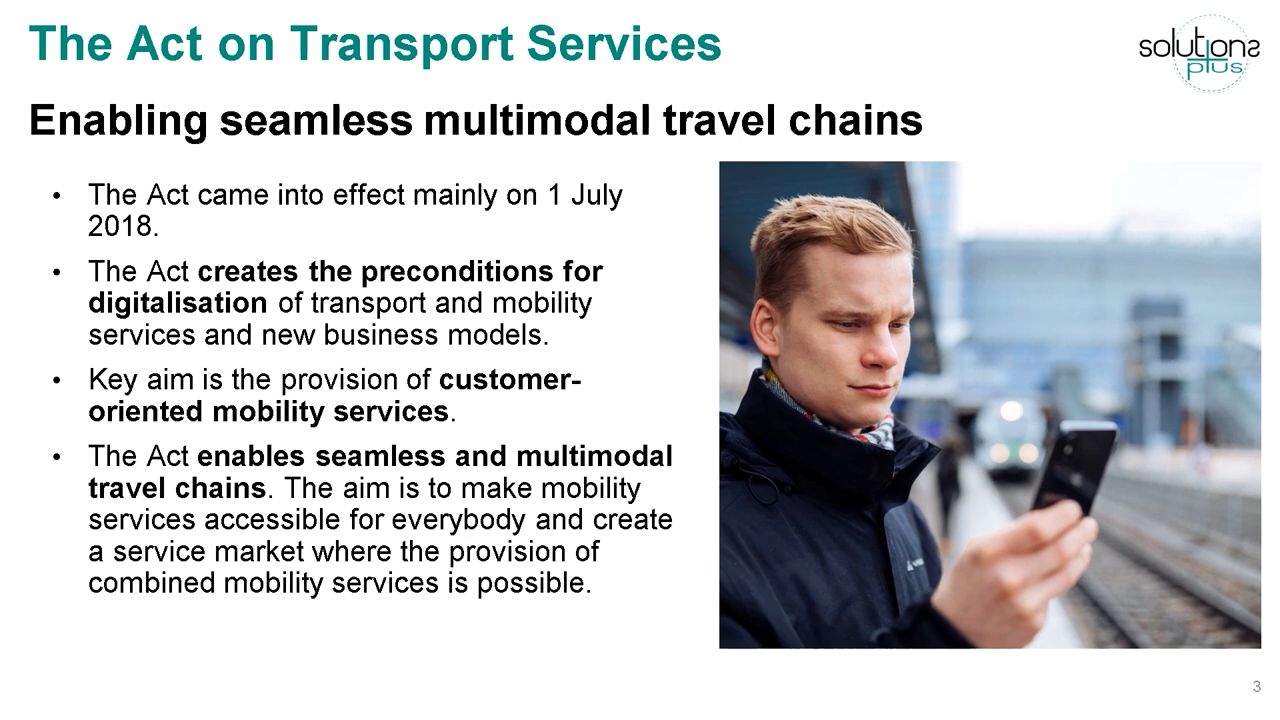 The Act on Transport Services
solutions
plus
Enabling seamless multimodal travel chains
• The Act came into effect mainly on 1 July
2018.
• The Act creates the preconditions for
digitalisation of transport and mobility
services and new business models.
• Key aim is the provision of customer-
oriented mobility services.
• The Act enables seamless and multimodal
travel chains. The aim is to make mobility
services accessible for everybody and create
a service market where the provision of
combined mobility services is possible.
3